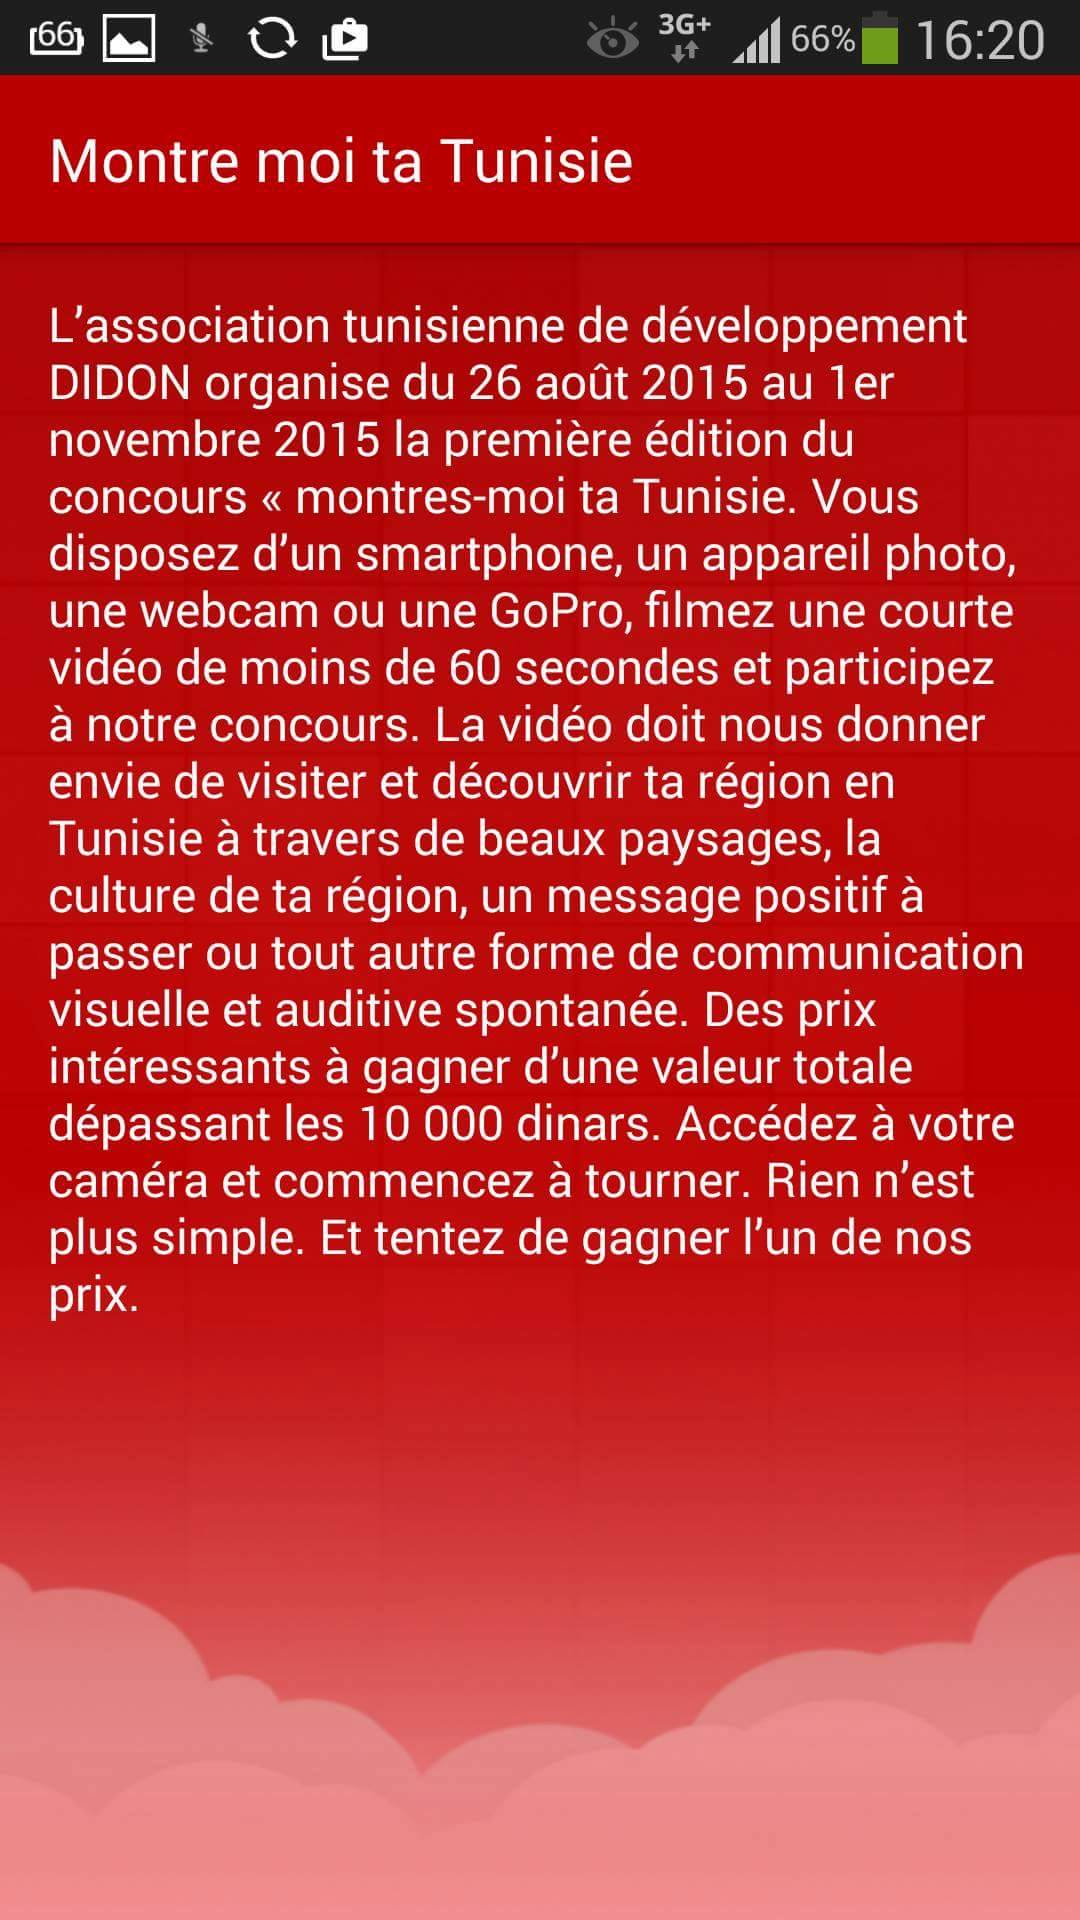 66
3G+
66%
16:20
Montre moi ta Tunisie
L’association tunisienne de développement
DIDON organise du 26 août 2015 au 1er
novembre 2015 la première édition du
concours « montres-moi ta Tunisie. Vous
disposez d’un smartphone, un appareil photo,
une webcam ou une GoPro, filmez une courte
vidéo de moins de 60 secondes et participez
à notre concours. La vidéo doit nous donner
envie de visiter et découvrir ta région en
Tunisie à travers de beaux paysages, la
culture de ta région, un message positif à
passer ou tout autre forme de communication
visuelle et auditive spontanée. Des prix
intéressants à gagner d’une valeur totale
dépassant les 10 000 dinars. Accédez à votre
caméra et commencez à tourner. Rien n’est
plus simple. Et tentez de gagner l’un de nos
prix.